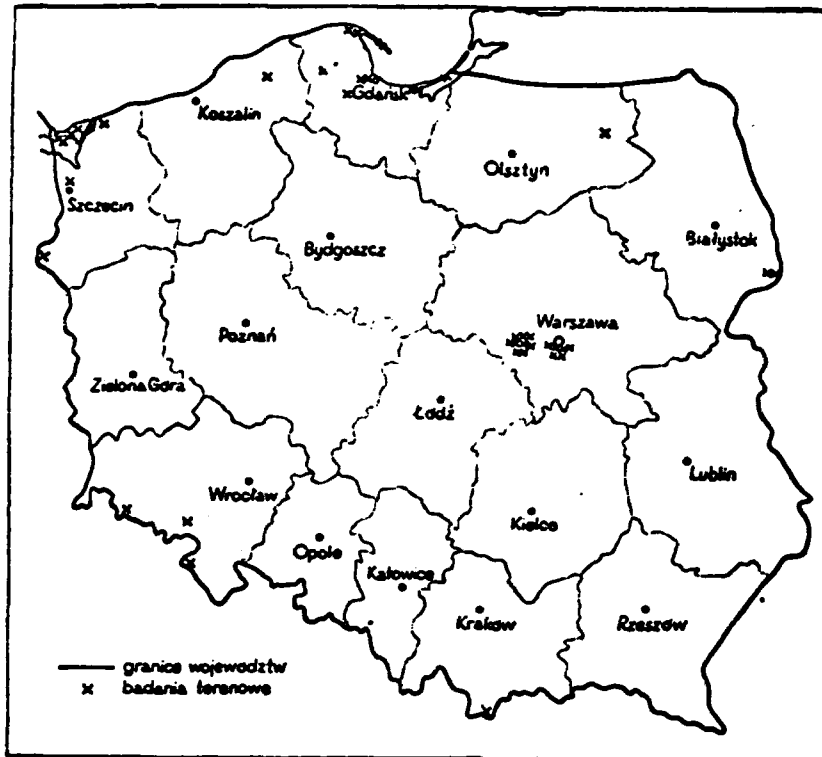 Gdańsk
Koszalin
Olsztyn
Szczecin
Białystok
Bydgoszcz
Warszawa
Poznań
Zielona Góra
Łódź
Lublin
Wrocław
Kielce
Opole
Katowice
Kraków
Rzeszów
granice województw
× badania terenowe